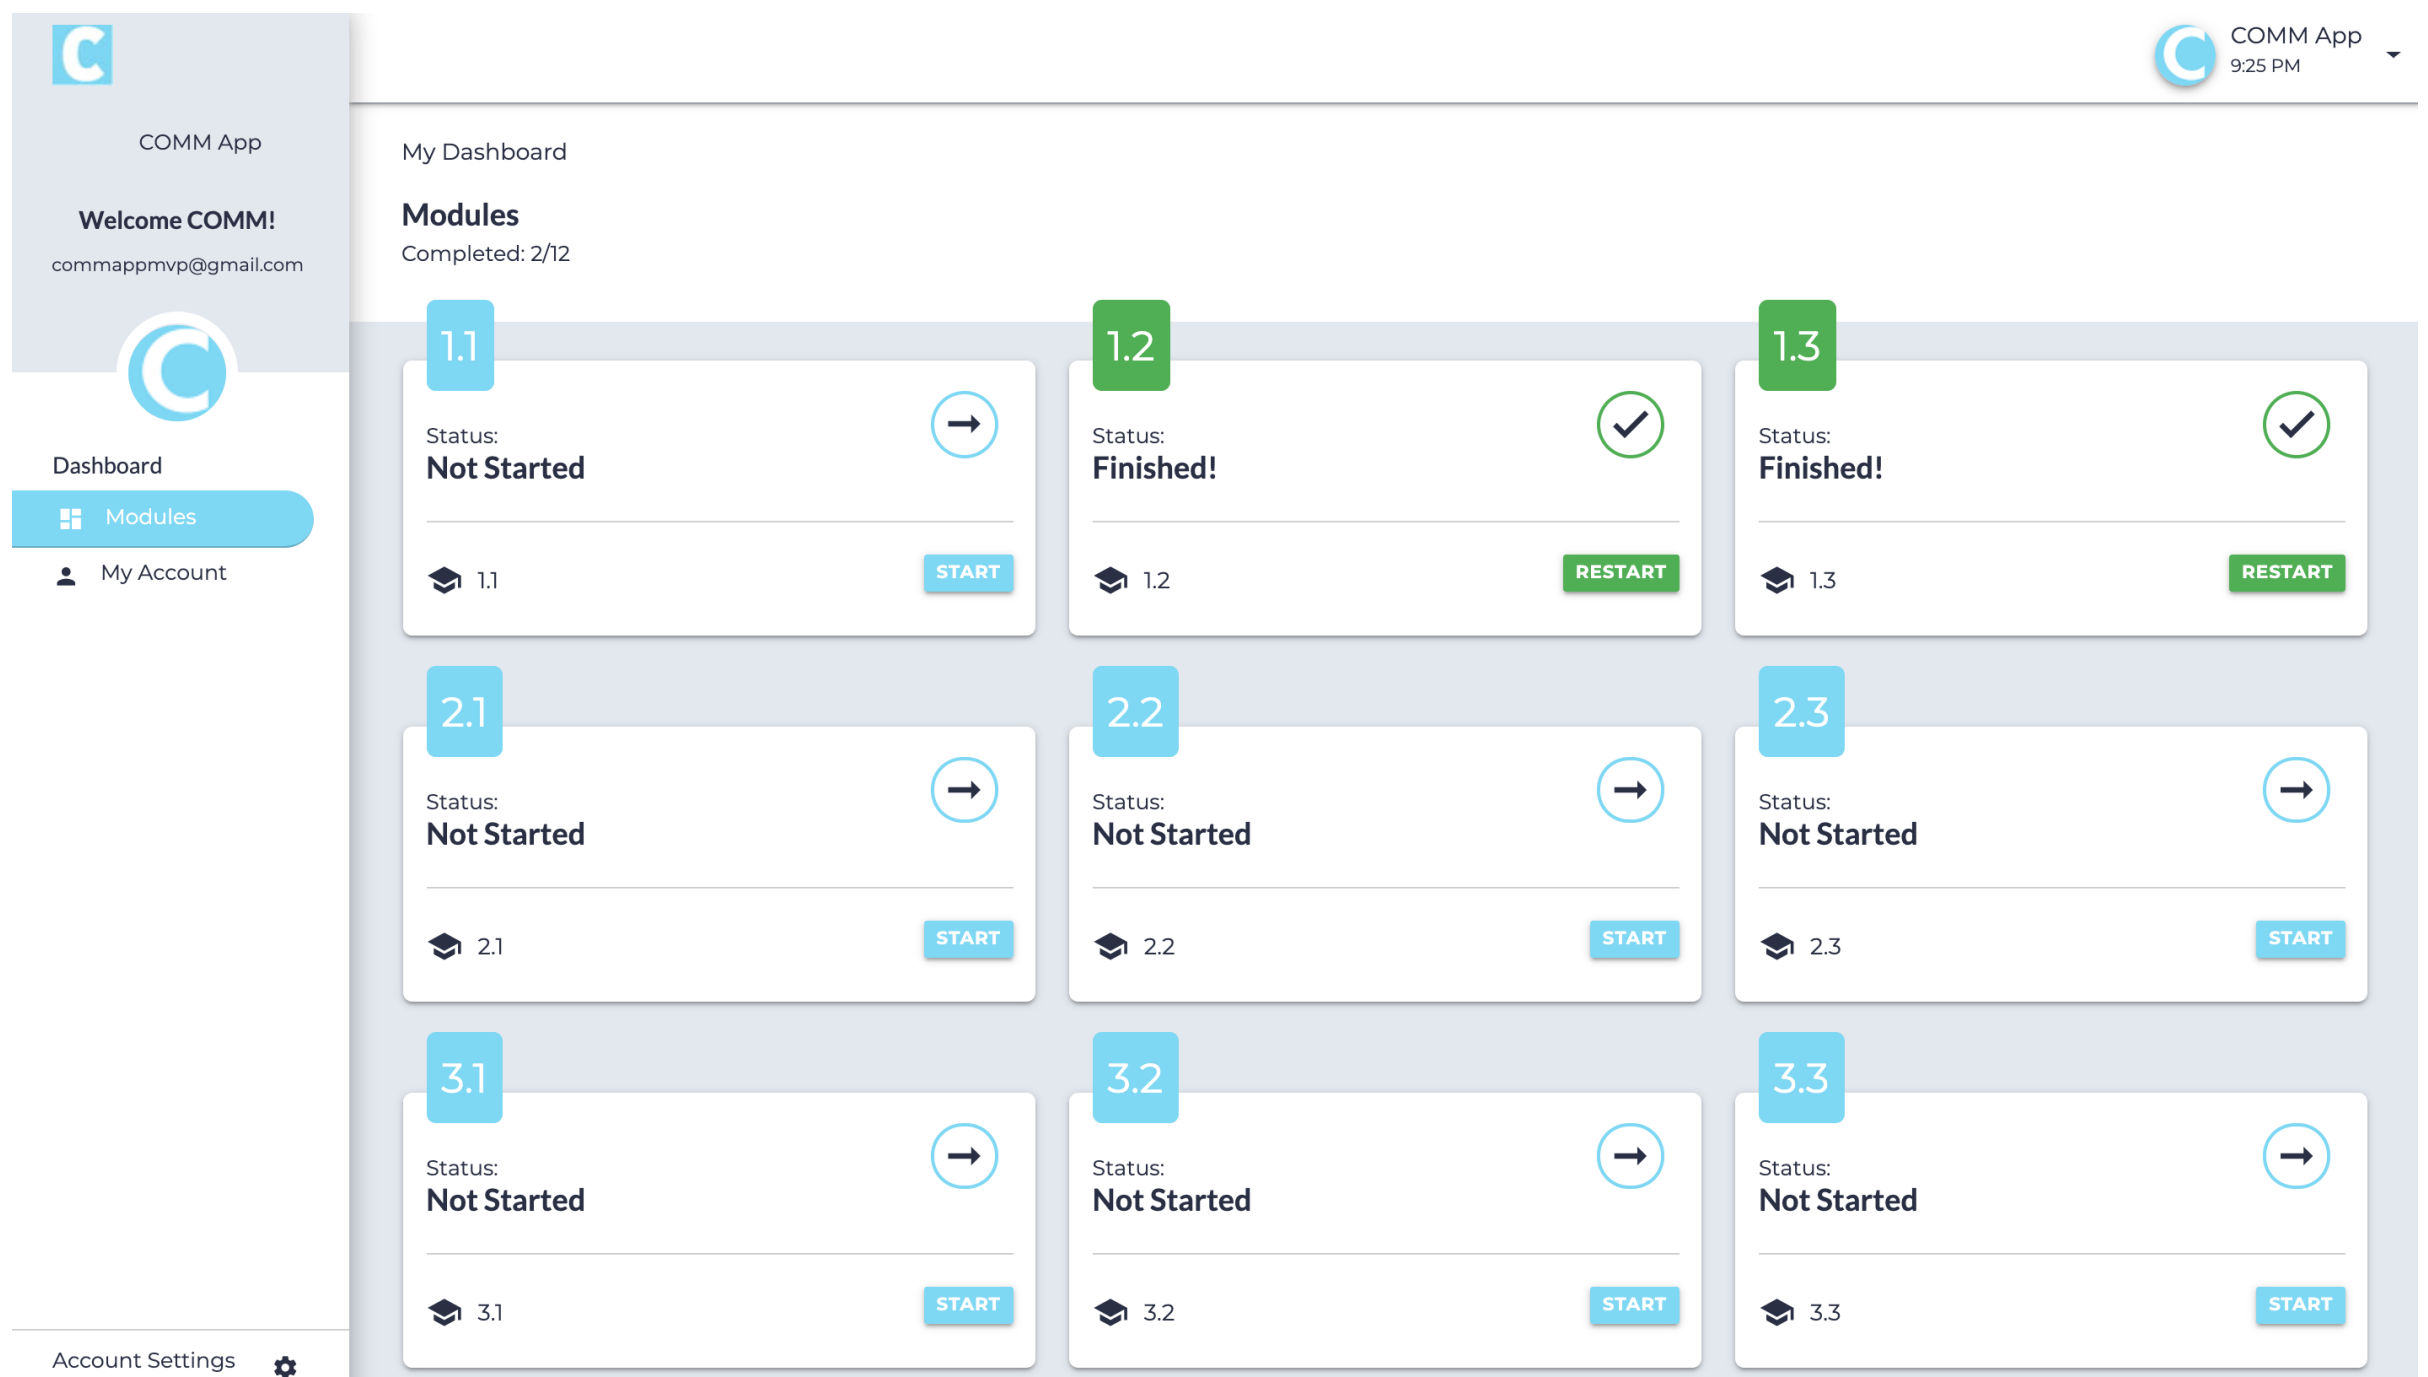 C
COMM App
Welcome COMM!
commappmvp@gmail.com
C
Dashboard
Modules
My Account
Account Settings
C
COMM App
9:25 PM
My Dashboard
Modules
Completed: 2/12
1.1
Status:
Not Started
1.1
START
1.2
Status:
Finished!
1.2
RESTART
1.3
Status:
Finished!
1.3
RESTART
2.1
Status:
Not Started
2.1
START
2.2
Status:
Not Started
2.2
START
2.3
Status:
Not Started
2.3
START
3.1
Status:
Not Started
3.1
START
3.2
Status:
Not Started
3.2
START
3.3
Status:
Not Started
3.3
START